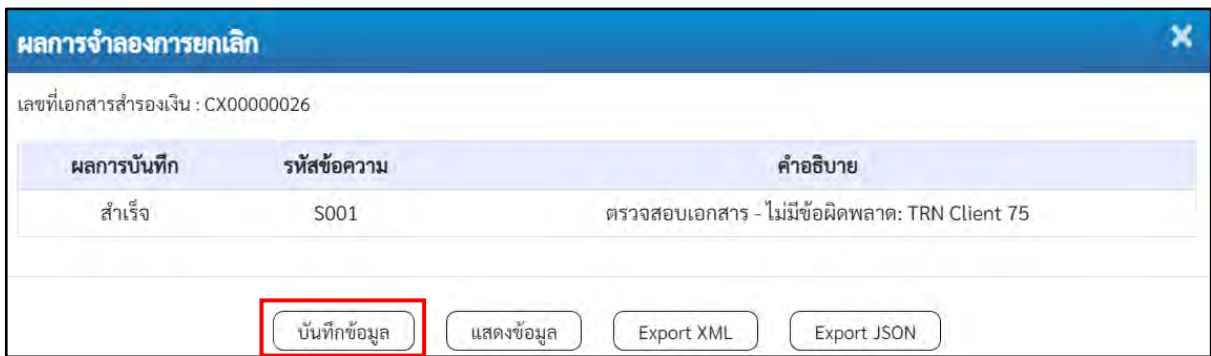 ผลการจำลองการยกเลิก
เลขที่เอกสารสำรองเงิน : CX00000026
ผลการบันทึก รหัสข้อความ คำอธิบาย
สำเร็จ S001 ตรวจสอบเอกสาร - ไม่มีข้อผิดพลาด: TRN Client 75
บันทึกข้อมูล แสดงข้อมูล Export XML Export JSON